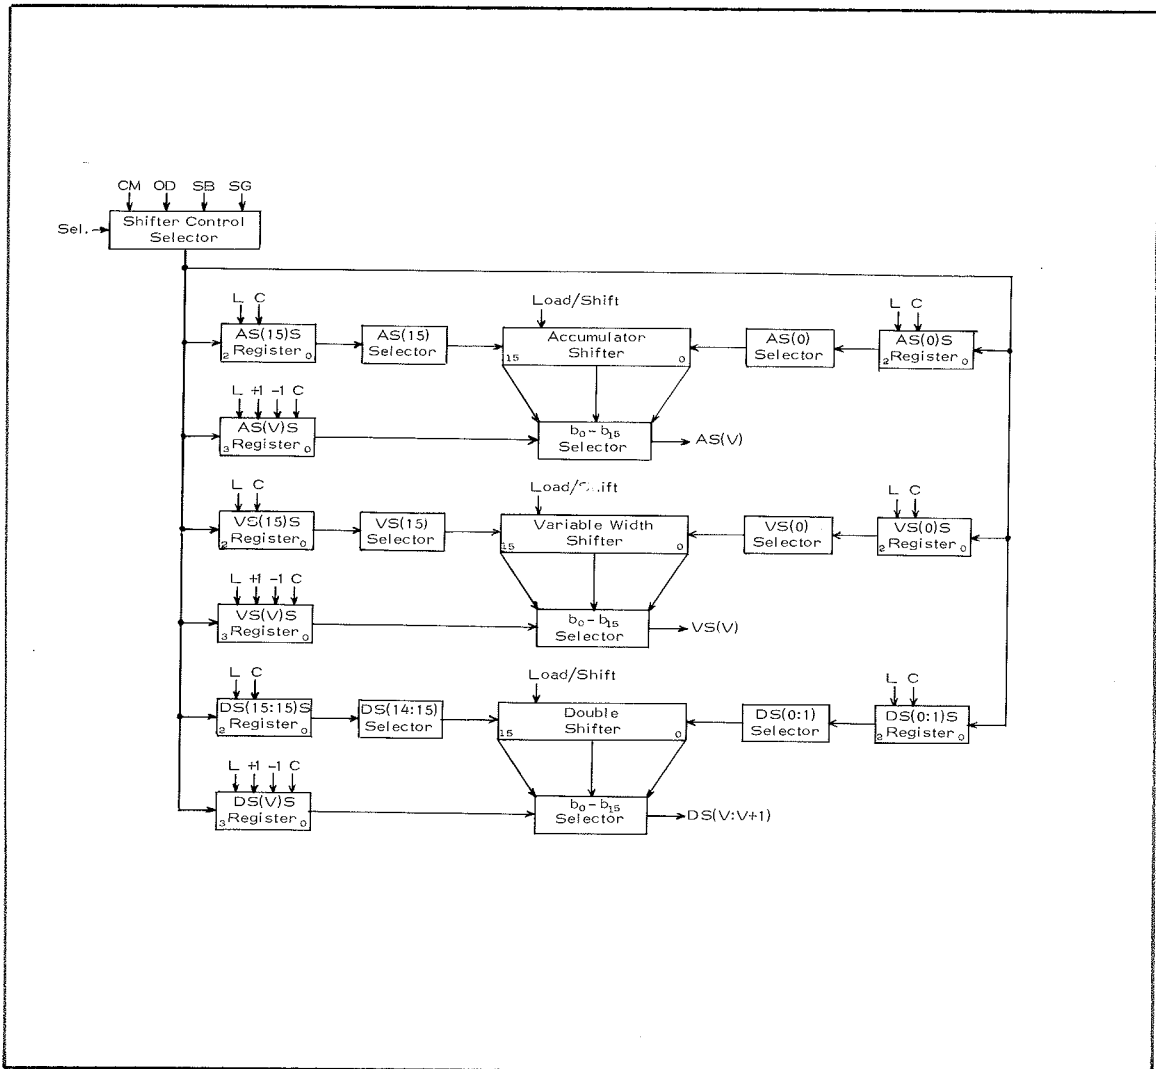 CM OD SB SG
Sel.
Shifter Control
Selector
L C
Load/Shift
L C
AS(15)S
Register
2 0
AS(15)
Selector
Accumulator
Shifter
15 0
AS(0)
Selector
AS(0)S
Register
2 0
L +1 -1 C
AS(V)S
Register
3 0
b0 - b15
Selector
AS(V)
L C
Load/Shift
L C
VS(15)S
Register
2 0
VS(15)
Selector
Variable Width
Shifter
15 0
VS(0)
Selector
VS(0)S
Register
2 0
L +1 -1 C
VS(V)S
Register
3 0
b0 - b15
Selector
VS(V)
L C
Load/Shift
L C
DS(15:15)S
Register
2 0
DS(14:15)
Selector
Double
Shifter
15 0
DS(0:1)
Selector
DS(0:1)S
Register
2 0
L +1 -1 C
DS(V)S
Register
3 0
b0 - b15
Selector
DS(V:V+1)